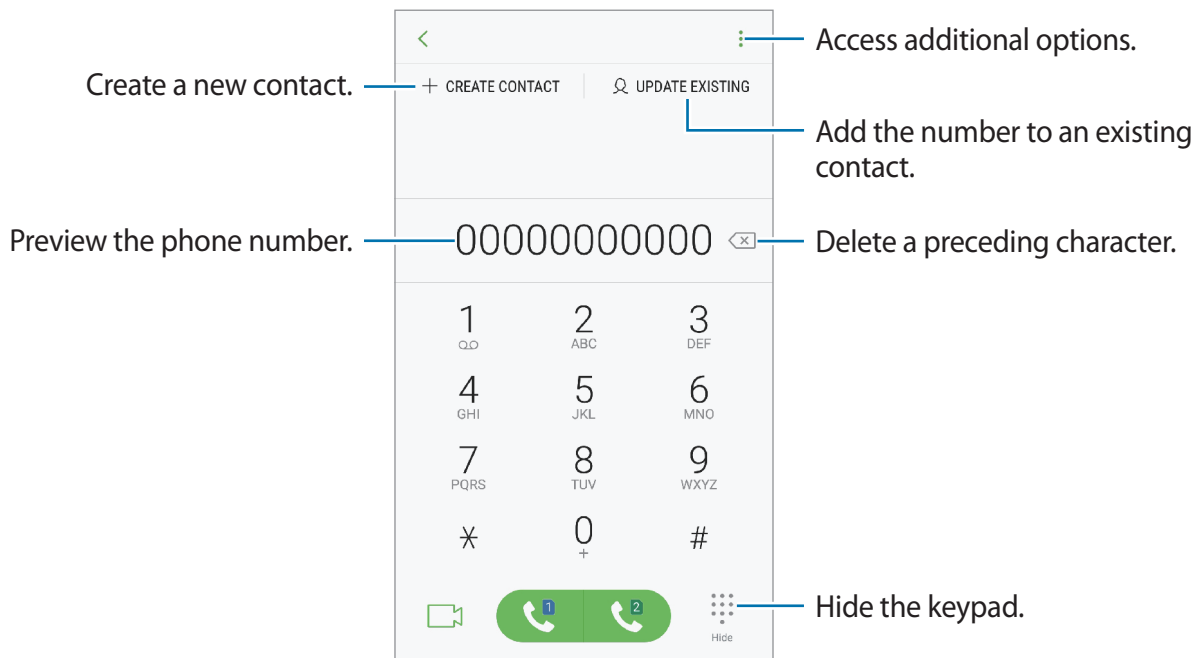 Access additional options.
Create a new contact.
CREATE CONTACT
UPDATE EXISTING
Add the number to an existing
contact.
Preview the phone number.
00000000000
Delete a preceding character.
1
2
ABC
3
DEF
4
GHI
5
JKL
6
MNO
7
PQRS
8
TUV
9
WXYZ
*
0
+
#
1
2
Hide
Hide the keypad.